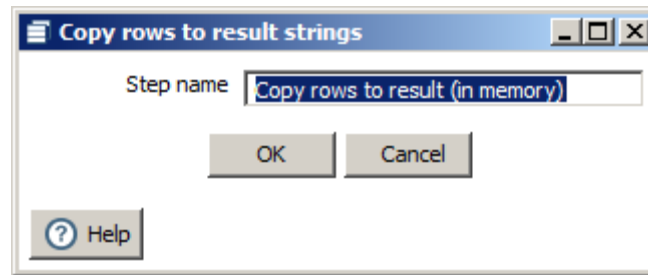 Copy rows to result strings
Step name Copy rows to result (in memory)
OK Cancel
Help